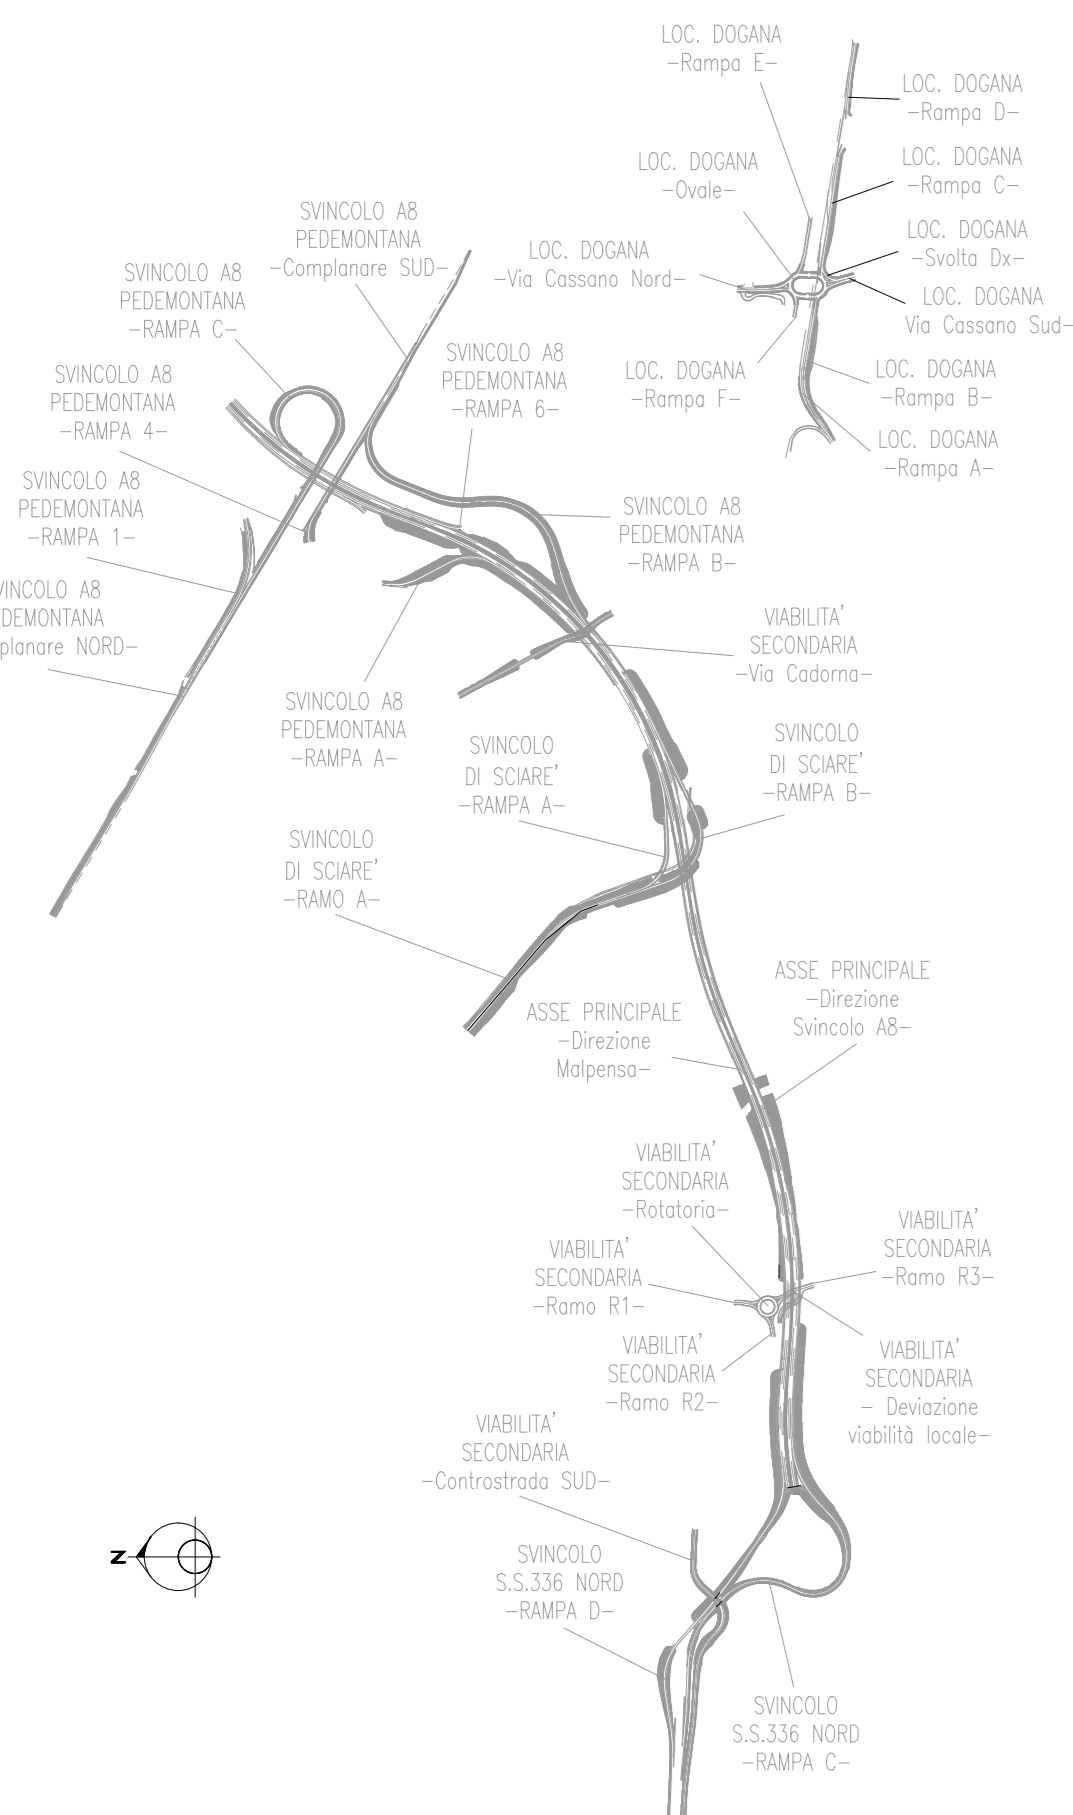 LOC. DOGANA
-Rampa E-
LOC. DOGANA
-Rampa D-
LOC. DOGANA
-Ovale-
LOC. DOGANA
-Rampa C-
SVINCOLO A8
PEDEMONTANA
-Complanare SUD-
LOC. DOGANA
-Via Cassano Nord-
LOC. DOGANA
-Svolta Dx-
SVINCOLO A8
PEDEMONTANA
-RAMPA C-
LOC. DOGANA
Via Cassano Sud-
SVINCOLO A8
PEDEMONTANA
-RAMPA 4-
SVINCOLO A8
PEDEMONTANA
-RAMPA 6-
LOC. DOGANA
-Rampa F-
LOC. DOGANA
-Rampa B-
LOC. DOGANA
-Rampa A-
SVINCOLO A8
PEDEMONTANA
-RAMPA 1-
SVINCOLO A8
PEDEMONTANA
-RAMPA B-
VINCOLO A8
EDEMONTANA
planare NORD-
VIABILITA'
SECONDARIA
-Via Cadorna-
SVINCOLO A8
PEDEMONTANA
-RAMPA A-
SVINCOLO
DI SCIARE'
-RAMPA A-
SVINCOLO
DI SCIARE'
-RAMPA B-
SVINCOLO
DI SCIARE'
-RAMO A-
ASSE PRINCIPALE
-Direzione
Svincolo A8-
ASSE PRINCIPALE
-Direzione
Malpensa-
VIABILITA'
SECONDARIA
-Rotatoria-
VIABILITA'
SECONDARIA
-Ramo R3-
VIABILITA'
SECONDARIA
-Ramo R1-
VIABILITA'
SECONDARIA
-Ramo R2-
VIABILITA'
SECONDARIA
- Deviazione
viabilità locale-
VIABILITA'
SECONDARIA
-Controstrada SUD-
N
SVINCOLO
S.S.336 NORD
-RAMPA D-
SVINCOLO
S.S.336 NORD
-RAMPA C-